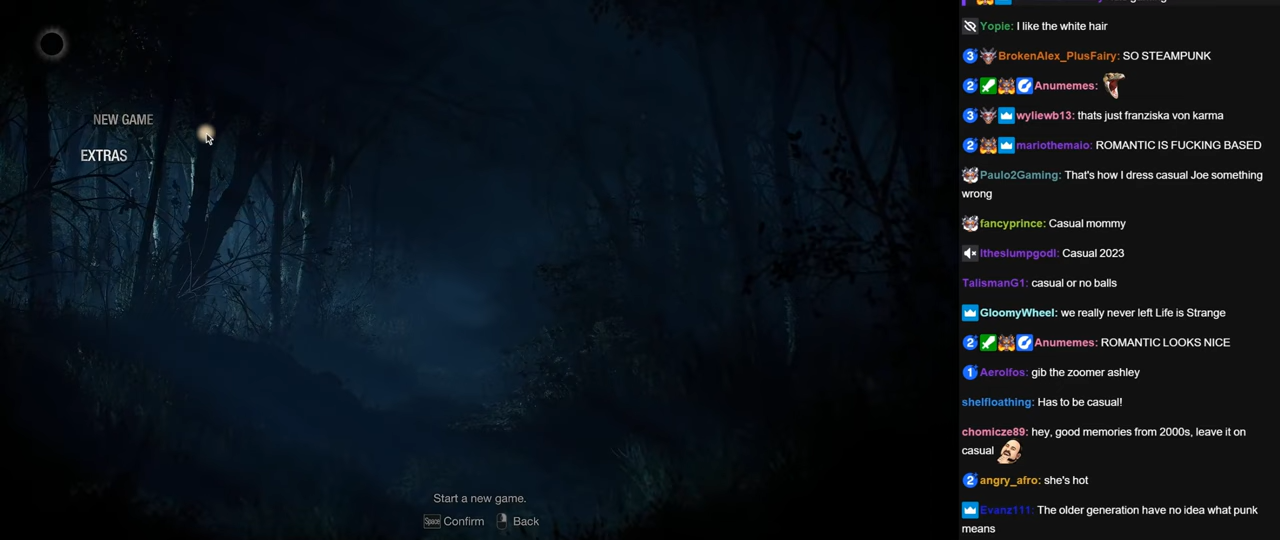 NEW GAME
EXTRAS
Start a new game.
Space Confirm Back
Yopie: I like the white hair
BrokenAlex_PlusFairy: SO STEAMPUNK
Anumemes:
wyliewb13: thats just franziska von karma
mariothemaio: ROMANTIC IS FUCKING BASED
Paulo2Gaming: That's how I dress casual Joe something
wrong
fancyprince: Casual mommy
ltheslumpgodl: Casual 2023
TalismanG1: casual or no balls
GloomyWheel: we really never left Life is Strange
Anumemes: ROMANTIC LOOKS NICE
Aerolfos: gib the zoomer ashley
shelfloathing: Has to be casual!
chomicze89: hey, good memories from 2000s, leave it on
casual
angry_afro: she's hot
Evanz111: The older generation have no idea what punk
means